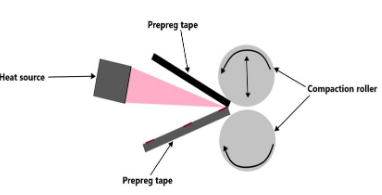 Prepreg tape
Heat source
Compaction roller
Prepreg tape